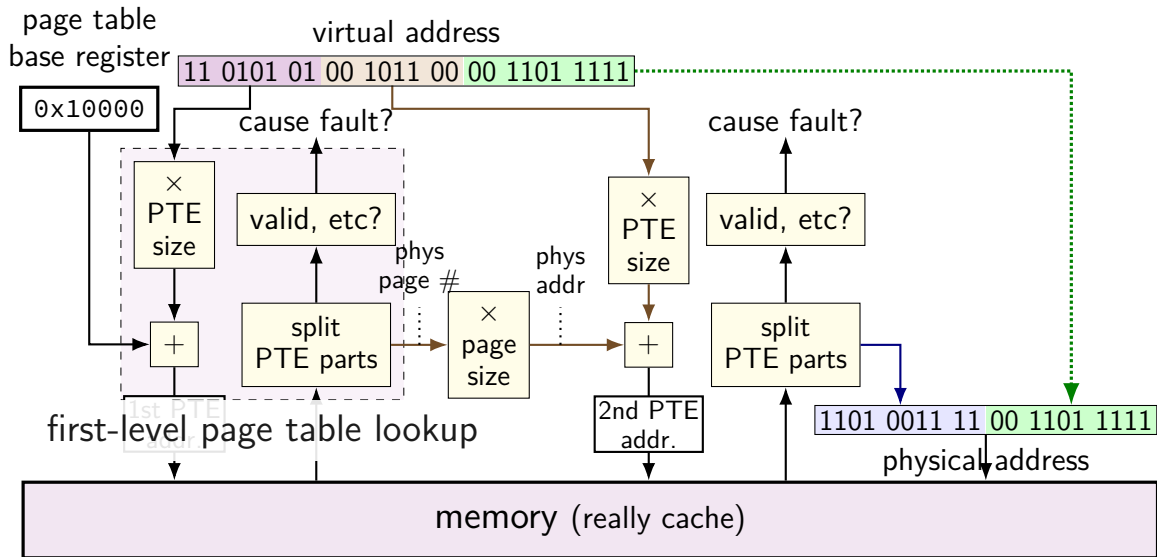 page table
base register
virtual address
11 0101 01 00 1011 00 00 1101 1111
0x10000
cause fault?
cause fault?
×
PTE
size
valid, etc?
×
PTE
size
valid, etc?
phys
page #
phys
addr
+
split
PTE parts
×
page
size
+
split
PTE parts
1st PTE
addr.
first-level page table lookup
2nd PTE
addr.
1101 0011 11 00 1101 1111
physical address
memory (really cache)